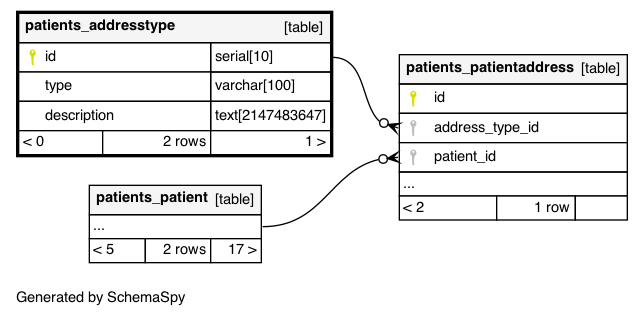 patients_addresstype [table]
id serial[10]
type varchar[100]
description text[2147483647]
< 0 2 rows 1 >
patients_patientaddress [table]
id
address_type_id
patient_id
...
< 2 1 row
patients_patient [table]
...
< 5 2 rows 17 >
Generated by SchemaSpy